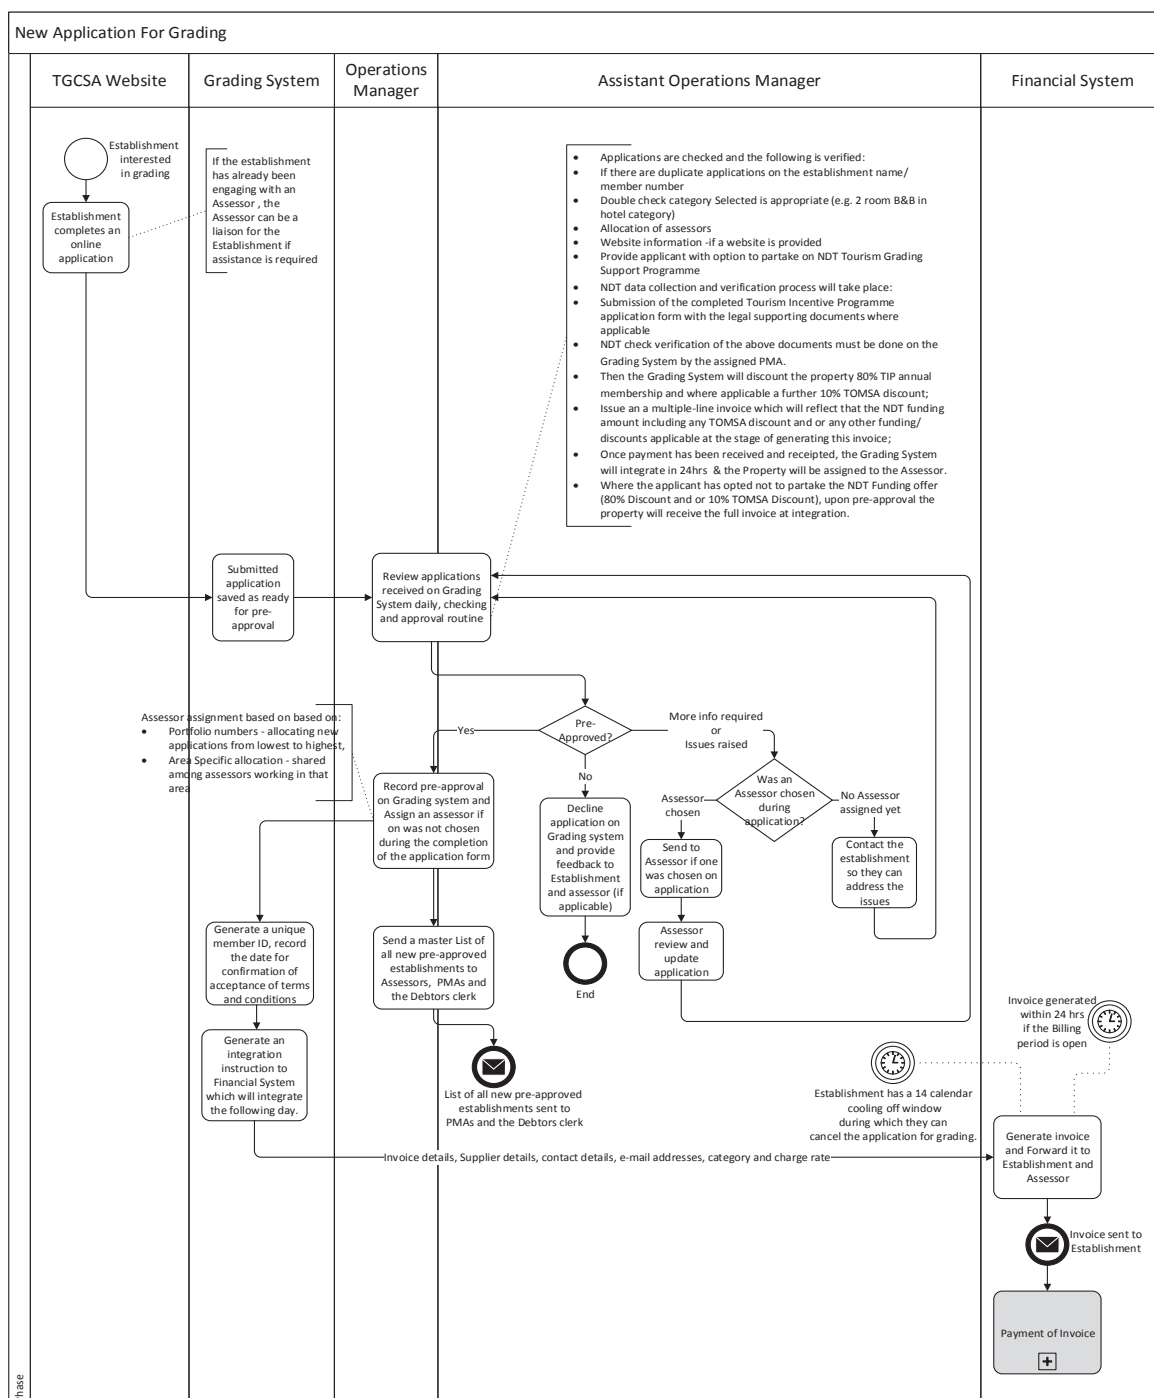 New Application For Grading
TGCSA Website
Grading System
Operations
Manager
Assistant Operations Manager
Financial System
Establishment
interested
in grading
Establishment
completes an
online
application
If the establishment
has already been
engaging with an
Assessor , the
Assessor can be a
liaison for the
Establishment if
assistance is required
• Applications are checked and the following is verified:
• If there are duplicate applications on the establishment name/
member number
• Double check category Selected is appropriate (e.g. 2 room B&B in
hotel category)
• Allocation of assessors
• Website information -if a website is provided
• Provide applicant with option to partake on NDT Tourism Grading
Support Programme
• NDT data collection and verification process will take place:
• Submission of the completed Tourism Incentive Programme
application form with the legal supporting documents where
applicable
• NDT check verification of the above documents must be done on the
Grading System by the assigned PMA.
• Then the Grading System will discount the property 80% TIP annual
membership and where applicable a further 10% TOMSA discount;
• Issue an a multiple-line invoice which will reflect that the NDT funding
amount including any TOMSA discount and or any other funding/
discounts applicable at the stage of generating this invoice;
• Once payment has been received and receipted, the Grading System
will integrate in 24hrs & the Property will be assigned to the Assessor.
• Where the applicant has opted not to partake the NDT Funding offer
(80% Discount and or 10% TOMSA Discount), upon pre-approval the
property will receive the full invoice at integration.
Submitted
application
saved as ready
for pre-
approval
Review applications
received on Grading
System daily, checking
and approval routine
Assessor assignment based on based on:
• Portfolio numbers - allocating new
applications from lowest to highest,
• Area Specific allocation - shared
among assessors working in that
area
Yes
Pre-
Approved?
More info required
or
Issues raised
No
Was an
Assessor chosen
during
application?
Assessor
chosen
No Assessor
assigned yet
Record pre-approval
on Grading system and
Assign an assessor if
on was not chosen
during the completion
of the application form
Decline
application on
Grading system
and provide
feedback to
Establishment
and assessor (if
applicable)
Send to
Assessor if one
was chosen on
application
Contact the
establishment
so they can
address the
issues
Generate a unique
member ID, record
the date for
confirmation of
acceptance of terms
and conditions
Send a master List of
all new pre-approved
establishments to
Assessors, PMAs and
the Debtors clerk
End
Assessor
review and
update
application
Generate an
integration
instruction to
Financial System
which will integrate
the following day.
List of all new pre-approved
establishments sent to
PMAs and the Debtors clerk
Invoice generated
within 24 hrs
if the Billing
period is open
Establishment has a 14 calendar
cooling off window
during which they can
cancel the application for grading.
Invoice details, Supplier details, contact details, e-mail addresses, category and charge rate
Generate invoice
and Forward it to
Establishment and
Assessor
Invoice sent to
Establishment
Payment of Invoice